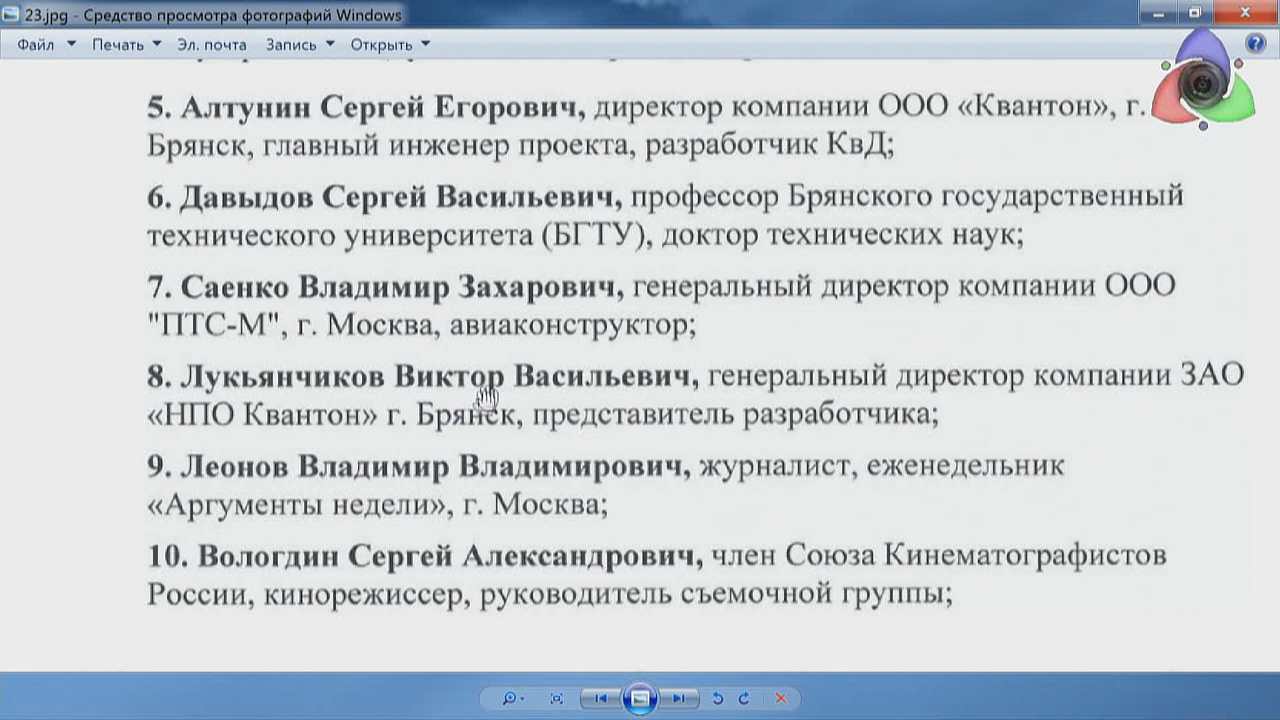 23.jpg - Средство просмотра фотографий Windows
Файл Печать Эл. почта Запись Открыть
5. Алтунин Сергей Егорович, директор компании ООО «Квантон», г.
Брянск, главный инженер проекта, разработчик КвД;
6. Давыдов Сергей Васильевич, профессор Брянского государственный
технического университета (БГТУ), доктор технических наук;
7. Саенко Владимир Захарович, генеральный директор компании ООО
"ПТС-М", г. Москва, авиаконструктор;
8. Лукьянчиков Виктор Васильевич, генеральный директор компании ЗАО
«НПО Квантон» г. Брянск, представитель разработчика;
9. Леонов Владимир Владимирович, журналист, еженедельник
«Аргументы недели», г. Москва;
10. Вологдин Сергей Александрович, член Союза Кинематографистов
России, кинорежиссер, руководитель съемочной группы;